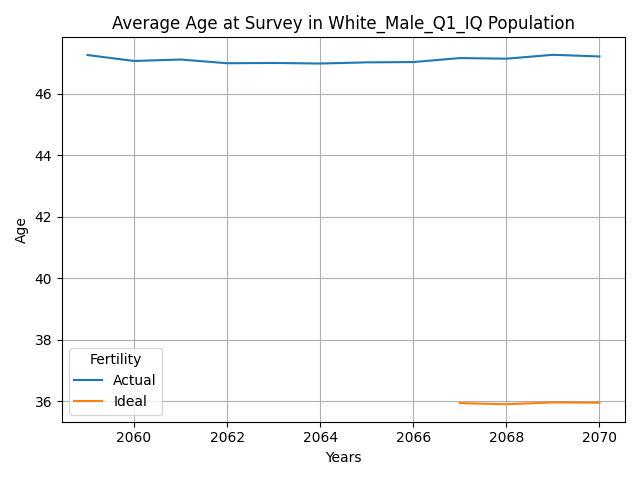 Average Age at Survey in White_Male_Q1_IQ Population
Age
46
44
42
40
38
36
Fertility
Actual
Ideal
2060
2062
2064
2066
2068
2070
Years